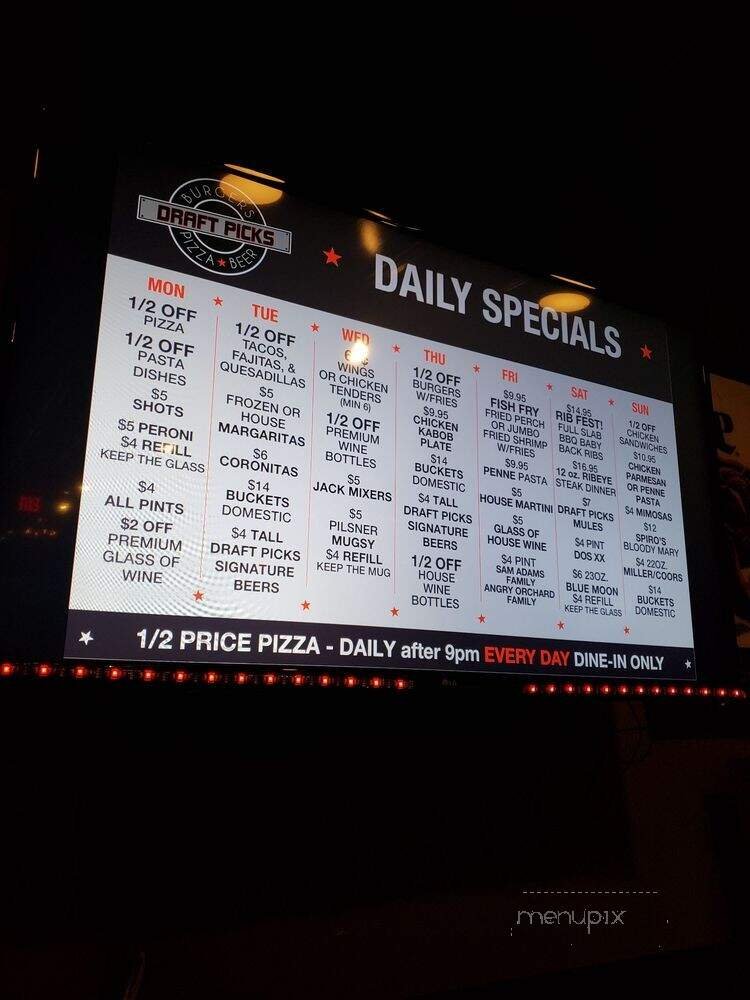 BURGERS
DRAFT PICKS
PIZZA ★ BEER
★ DAILY SPECIALS ★
MON
1/2 OFF
PIZZA
1/2 OFF
PASTA
DISHES
$5
SHOTS
$5 PERONI
$4 REFILL
KEEP THE GLASS
$4
ALL PINTS
$2 OFF
PREMIUM
GLASS OF
WINE
TUE
1/2 OFF
TACOS,
FAJITAS, &
QUESADILLAS
$5
FROZEN OR
HOUSE
MARGARITAS
$6
CORONITAS
$14
BUCKETS
DOMESTIC
$4 TALL
DRAFT PICKS
SIGNATURE
BEERS
WED
WINGS
OR CHICKEN
TENDERS
(MIN 6)
1/2 OFF
PREMIUM
WINE
BOTTLES
$5
JACK MIXERS
$5
PILSNER
MUGSY
$4 REFILL
KEEP THE MUG
THU
1/2 OFF
BURGERS
W/FRIES
$9.95
CHICKEN
KABOB
PLATE
$14
BUCKETS
DOMESTIC
$4 TALL
DRAFT PICKS
SIGNATURE
BEERS
1/2 OFF
HOUSE
WINE
BOTTLES
FRI
$9.95
FISH FRY
FRIED PERCH
OR JUMBO
FRIED SHRIMP
W/FRIES
$9.95
PENNE PASTA
$5
HOUSE MARTINI
$5
GLASS OF
HOUSE WINE
$4 PINT
SAM ADAMS
FAMILY
ANGRY ORCHARD
FAMILY
SAT
$14.95
RIB FEST!
FULL SLAB
BBQ BABY
BACK RIBS
$16.95
12 oz. RIBEYE
STEAK DINNER
$7
DRAFT PICKS
MULES
$4 PINT
DOS XX
$6 23OZ.
BLUE MOON
$4 REFILL
KEEP THE GLASS
SUN
1/2 OFF
CHICKEN
SANDWICHES
$10.95
CHICKEN
PARMESAN
OR PENNE
PASTA
$4 MIMOSAS
$12
SPIRO'S
BLOODY MARY
$4 22OZ.
MILLER/COORS
$14
BUCKETS
DOMESTIC
★ 1/2 PRICE PIZZA - DAILY after 9pm EVERY DAY DINE-IN ONLY ★
menupix